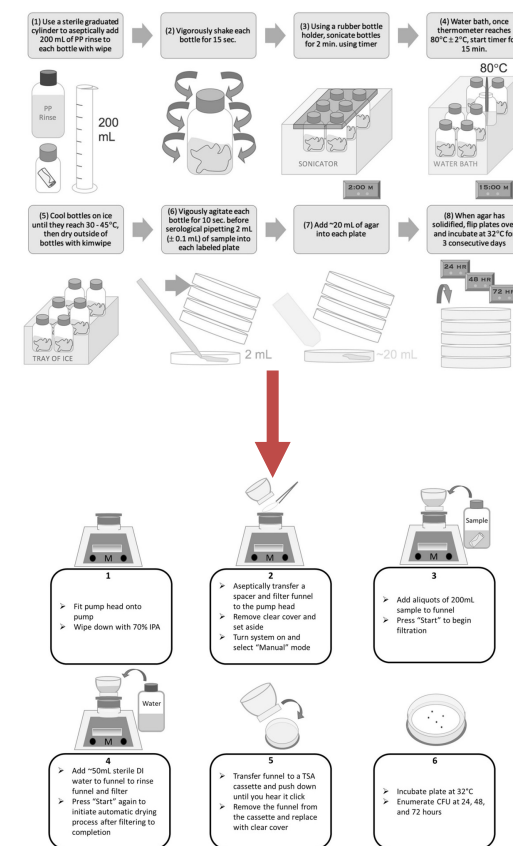 (1) Use a sterile graduated
cylinder to aseptically add
200 mL of PP rinse to
each bottle with wipe
(2) Vigorously shake each
bottle for 15 sec.
(3) Using a rubber bottle
holder, sonicate bottles
for 2 min. using timer
(4) Water bath, once
thermometer reaches
80°C ± 2°C, start timer for
15 min.
PP
Rinse
200
mL
SONICATOR
2:00 M
80°C
WATER BATH
15:00 M
(5) Cool bottles on ice
until they reach 30 - 45°C,
then dry outside of
bottles with kimwipe
(6) Vigously agitate each
bottle for 10 sec. before
serological pipetting 2 mL
(± 0.1 mL) of sample into
each labeled plate
(7) Add ~20 mL of agar
into each plate
(8) When agar has
solidified, flip plates over
and incubate at 32°C for
3 consecutive days
TRAY OF ICE
2 mL
~20 mL
24 HR
48 HR
72 HR
M
1
➢ Fit pump head onto
pump
➢ Wipe down with 70% IPA
M
2
➢ Aseptically transfer a
spacer and filter funnel
to the pump head
➢ Remove clear cover and
set aside
➢ Turn system on and
select "Manual" mode
M
Sample
3
➢ Add aliquots of 200mL
sample to funnel
➢ Press "Start" to begin
filtration
M
Water
4
➢ Add ~50mL sterile DI
water to funnel to rinse
funnel and filter
➢ Press "Start" again to
initiate automatic drying
process after filtering to
completion
5
➢ Transfer funnel to a TSA
cassette and push down
until you hear it click
➢ Remove the funnel from
the cassette and replace
with clear cover
6
➢ Incubate plate at 32°C
➢ Enumerate CFU at 24, 48,
and 72 hours